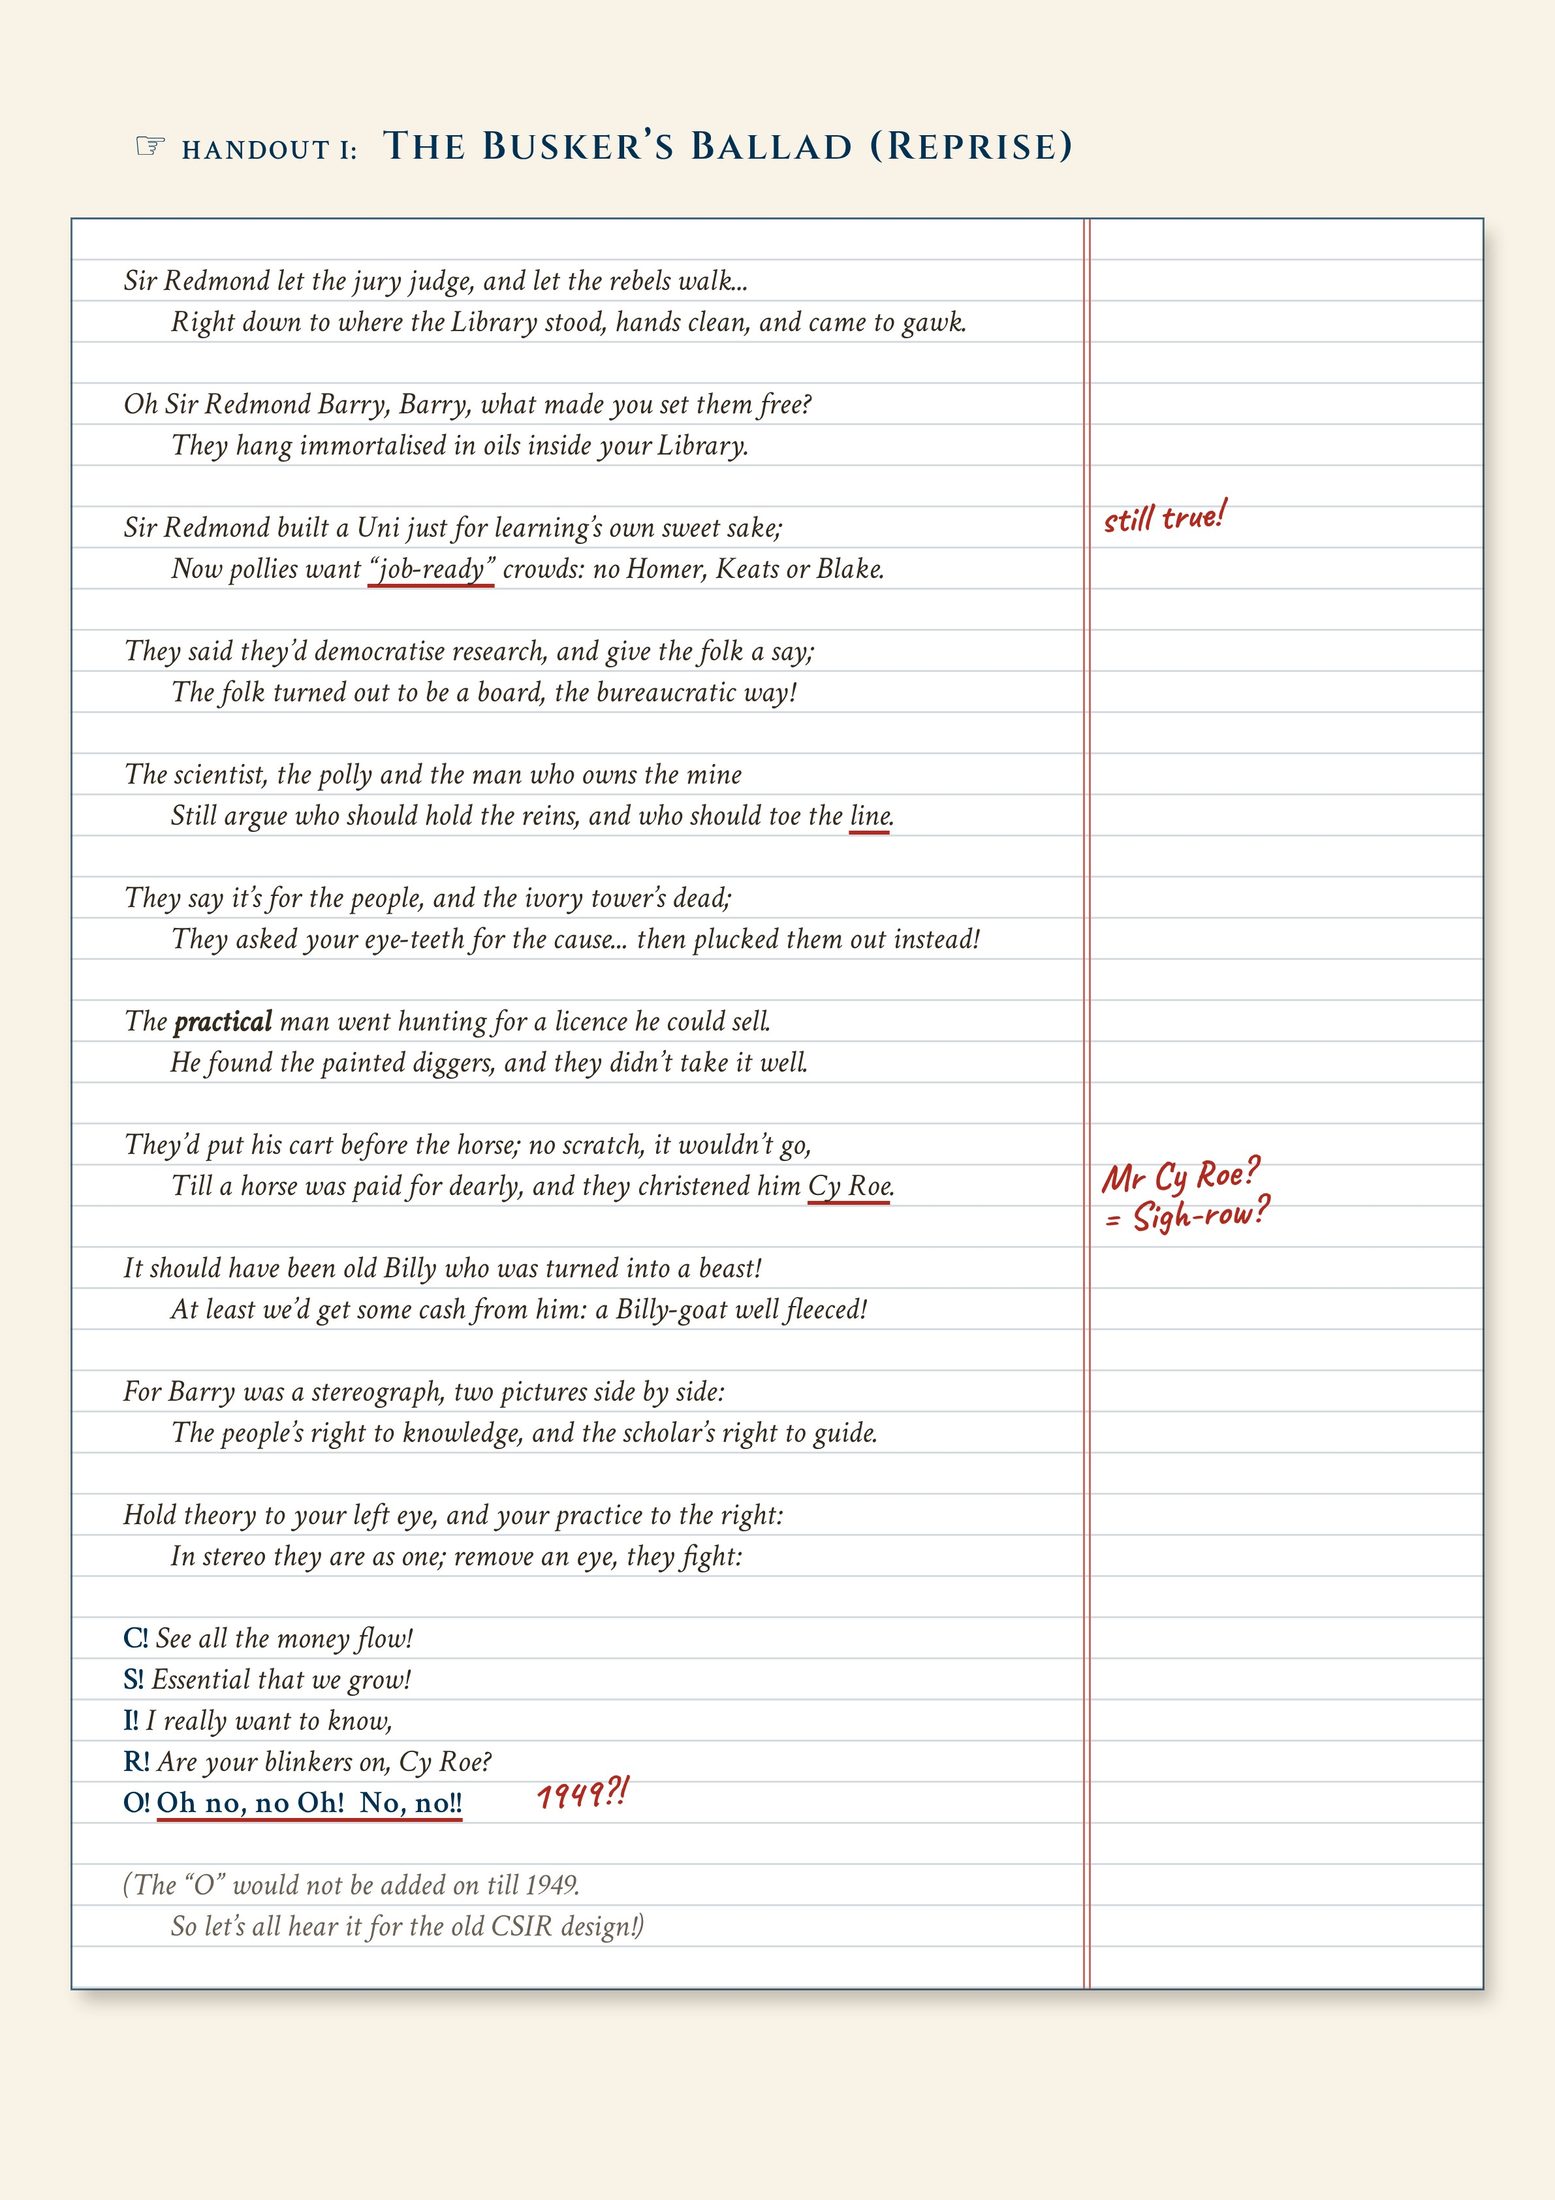 ☞ HANDOUT I: THE BUSKER’S BALLAD (REPRISE)
Sir Redmond let the jury judge, and let the rebels walk...
Right down to where the Library stood, hands clean, and came to gawk.
Oh Sir Redmond Barry, Barry, what made you set them free?
They hang immortalised in oils inside your Library.
Sir Redmond built a Uni just for learning’s own sweet sake;
still true!
Now pollies want “job-ready” crowds: no Homer, Keats or Blake.
They said they’d democratise research, and give the folk a say;
The folk turned out to be a board, the bureaucratic way!
The scientist, the polly and the man who owns the mine
Still argue who should hold the reins, and who should toe the line.
They say it’s for the people, and the ivory tower’s dead;
They asked your eye-teeth for the cause... then plucked them out instead!
The practical man went hunting for a licence he could sell.
He found the painted diggers, and they didn’t take it well.
They’d put his cart before the horse; no scratch, it wouldn’t go,
Till a horse was paid for dearly, and they christened him Cy Roe.
Mr Cy Roe?
= Sigh-row?
It should have been old Billy who was turned into a beast!
At least we’d get some cash from him: a Billy-goat well fleeced!
For Barry was a stereograph, two pictures side by side:
The people’s right to knowledge, and the scholar’s right to guide.
Hold theory to your left eye, and your practice to the right:
In stereo they are as one; remove an eye, they fight:
C! See all the money flow!
S! Essential that we grow!
I! I really want to know,
R! Are your blinkers on, Cy Roe?
O! Oh no, no Oh! No, no!!
1949?!
(The “O” would not be added on till 1949.
So let’s all hear it for the old CSIR design!)